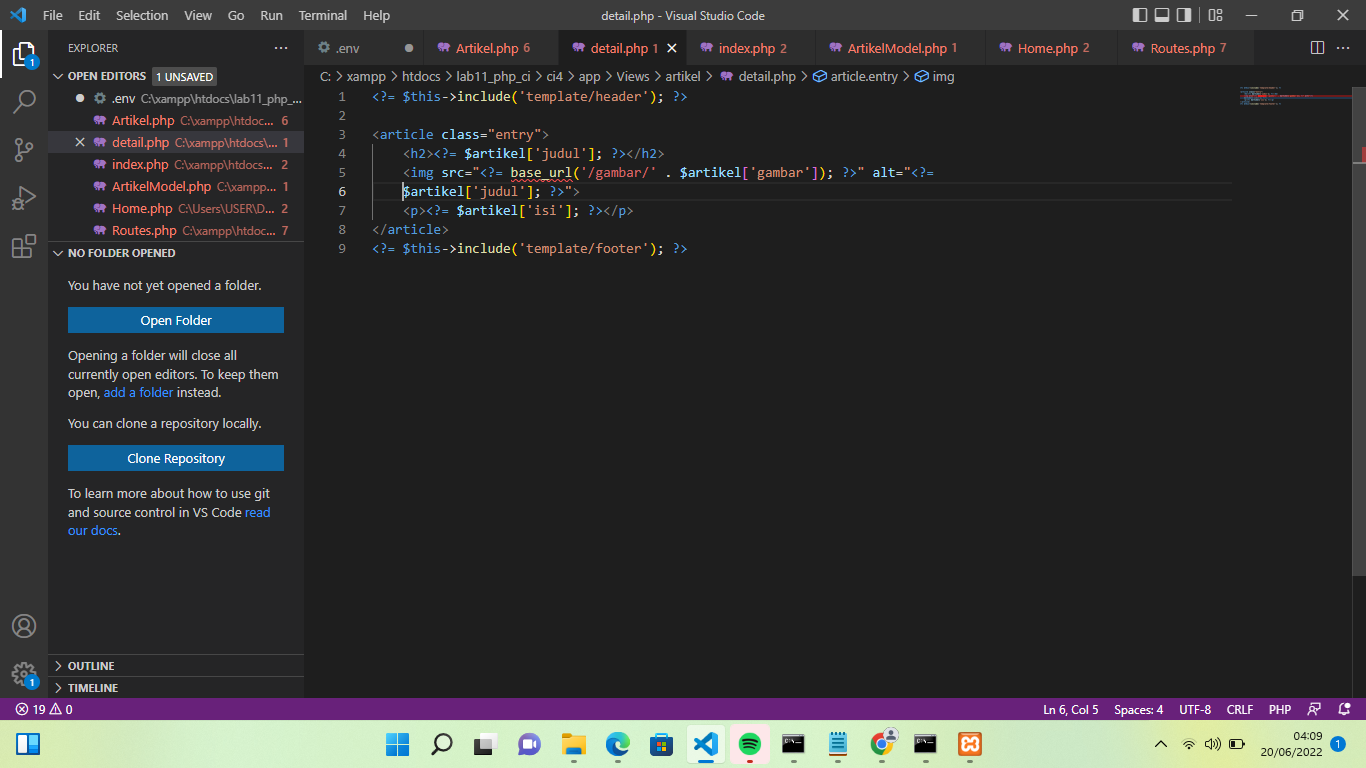 File Edit Selection View Go Run Terminal Help
detail.php - Visual Studio Code
EXPLORER
.env
Artikel.php 6
detail.php 1
index.php 2
ArtikelModel.php 1
Home.php 2
Routes.php 7
OPEN EDITORS 1 UNSAVED
.env C:\xampp\htdocs\lab11_php_...
Artikel.php C:\xampp\htdoc... 6
detail.php C:\xampp\htdocs\... 1
index.php C:\xampp\htdocs... 2
ArtikelModel.php C:\xampp... 1
Home.php C:\Users\USER\D... 2
Routes.php C:\xampp\htdoc... 7
NO FOLDER OPENED
You have not yet opened a folder.
Open Folder
Opening a folder will close all
currently open editors. To keep them
open, add a folder instead.
You can clone a repository locally.
Clone Repository
To learn more about how to use git
and source control in VS Code read
our docs.
OUTLINE
TIMELINE
1
1
C: > xampp > htdocs > lab11_php_ci > ci4 > app > Views > artikel > detail.php > article.entry > img
1 <?= $this->include('template/header'); ?>
2
3 <article class="entry">
4 <h2><?= $artikel['judul']; ?></h2>
5 <img src="<?= base_url('/gambar/' . $artikel['gambar']); ?>" alt="<?=
6 $artikel['judul']; ?>">
7 <p><?= $artikel['isi']; ?></p>
8 </article>
9 <?= $this->include('template/footer'); ?>
19 0
Ln 6, Col 5 Spaces: 4 UTF-8 CRLF PHP
04:09
20/06/2022
1